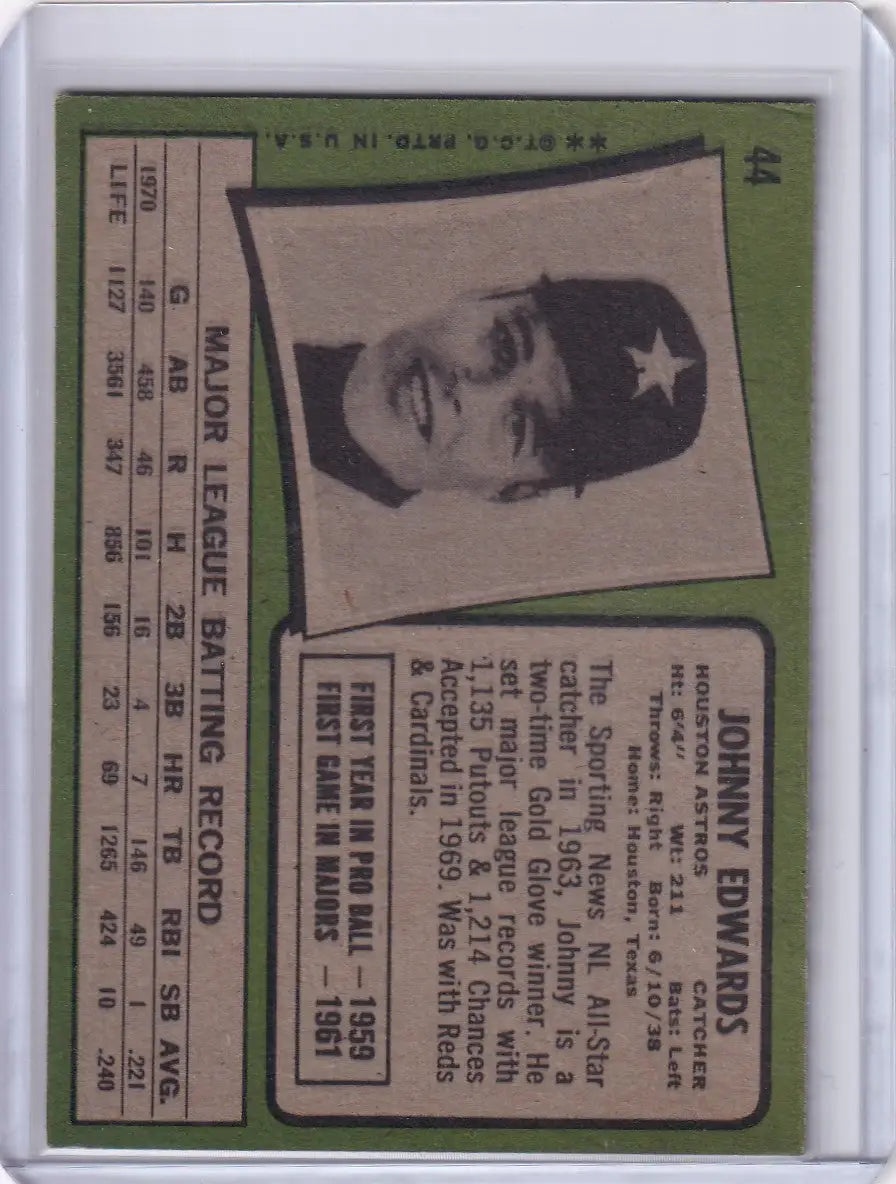 44
* * ©T.C.G. PRTD. IN U.S.A.
JOHNNY EDWARDS
HOUSTON ASTROS CATCHER
Ht: 6'4" Wt: 211 Bats: Left
Throws: Right Born: 6/10/38
Home: Houston, Texas
The Sporting News NL All-Star
catcher in 1963, Johnny is a
two-time Gold Glove winner. He
set major league records with
1,135 Putouts & 1,214 Chances
Accepted in 1969. Was with Reds
& Cardinals.
FIRST YEAR IN PRO BALL — 1959
FIRST GAME IN MAJORS — 1961
MAJOR LEAGUE BATTING RECORD
G AB R H 2B 3B HR TB RBI SB AVG.
1970 140 458 46 101 16 4 7 146 49 1 .221
LIFE 1127 3561 347 856 156 23 69 1265 424 10 .240